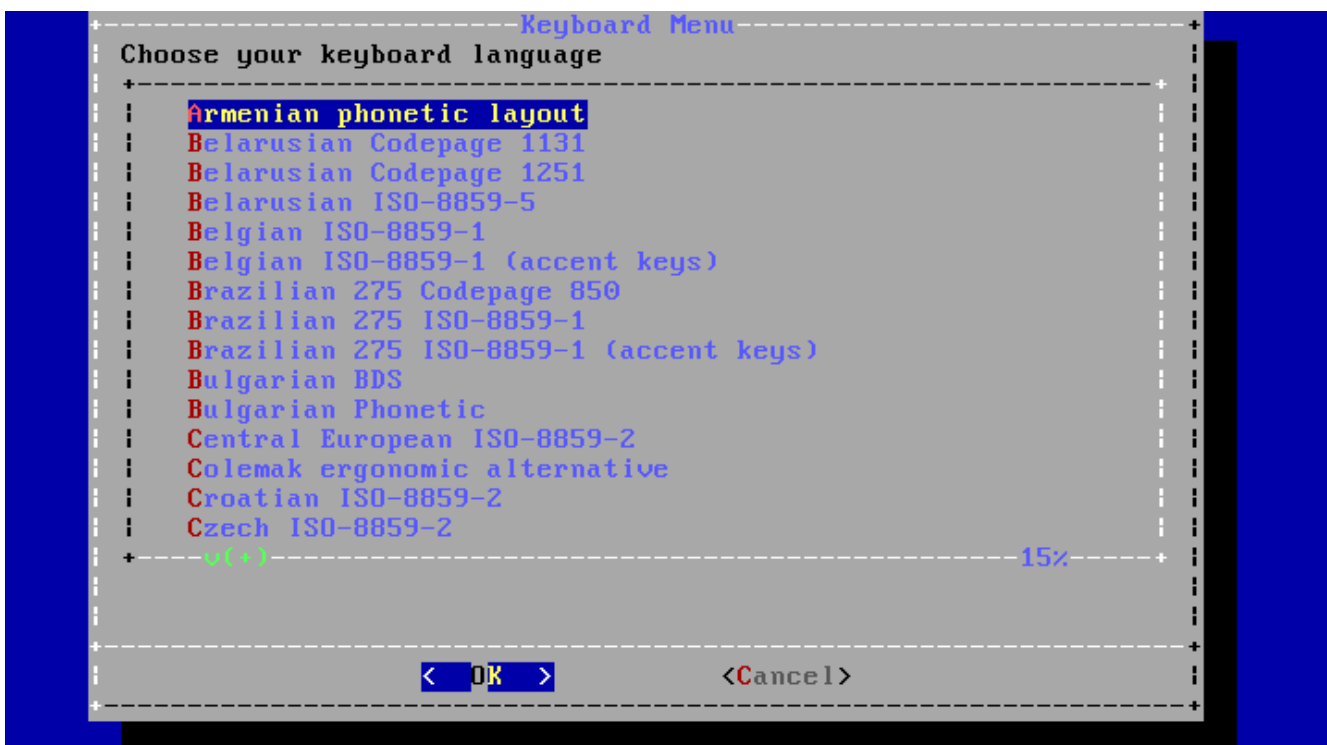 Keyboard Menu
Choose your keyboard language
Armenian phonetic layout
Belarusian Codepage 1131
Belarusian Codepage 1251
Belarusian ISO-8859-5
Belgian ISO-8859-1
Belgian ISO-8859-1 (accent keys)
Brazilian 275 Codepage 850
Brazilian 275 ISO-8859-1
Brazilian 275 ISO-8859-1 (accent keys)
Bulgarian BDS
Bulgarian Phonetic
Central European ISO-8859-2
Colemak ergonomic alternative
Croatian ISO-8859-2
Czech ISO-8859-2
v(+) 15%
< OK > <Cancel>